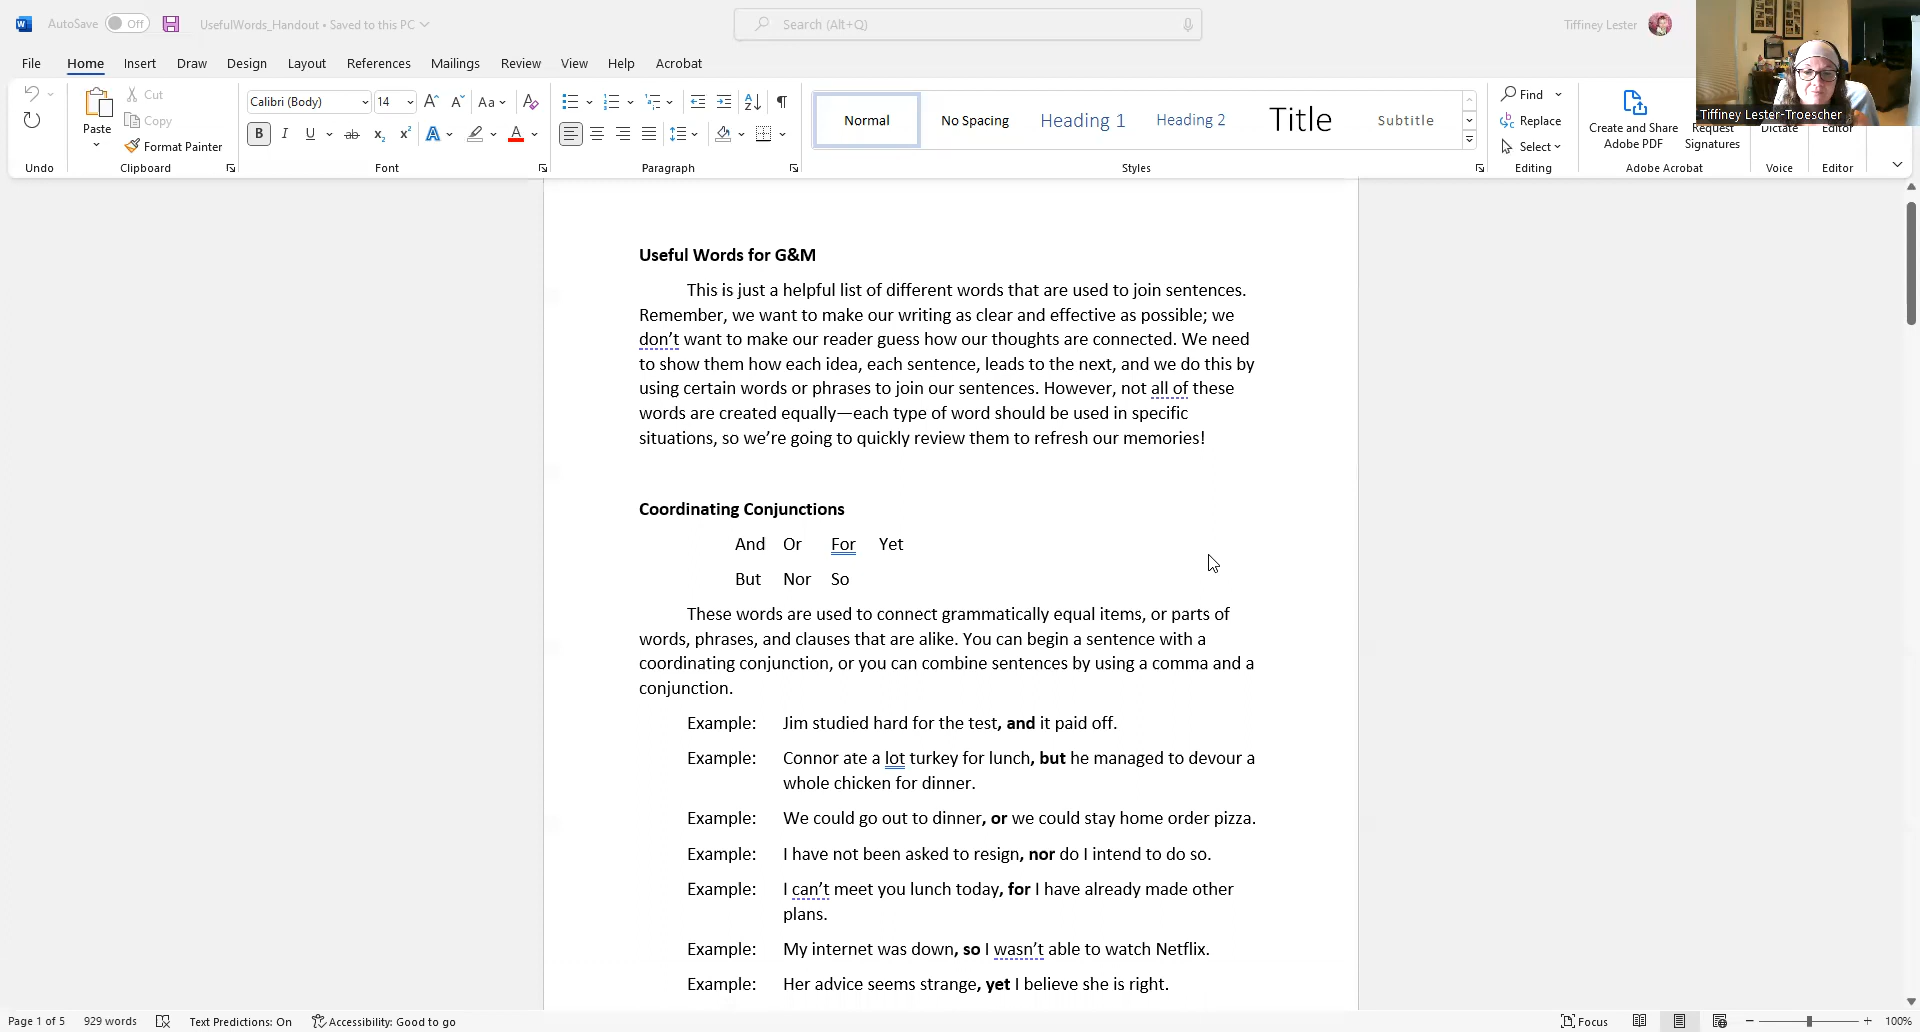 AutoSave Off UsefulWords_Handout • Saved to this PC Search (Alt+Q) Tiffiney Lester
File Home Insert Draw Design Layout References Mailings Review View Help Acrobat
Paste Cut Copy Format Painter
Calibri (Body) 14 Aa
B I U ab x2 x2 A A
Normal No Spacing Heading 1 Heading 2 Title Subtitle
Find Replace Select
Create and Share Adobe PDF Request Signatures Dictate Editor
Tiffiney Lester-Troescher
Undo Clipboard Font Paragraph Styles Editing Adobe Acrobat Voice Editor
Useful Words for G&M
This is just a helpful list of different words that are used to join sentences.
Remember, we want to make our writing as clear and effective as possible; we
don’t want to make our reader guess how our thoughts are connected. We need
to show them how each idea, each sentence, leads to the next, and we do this by
using certain words or phrases to join our sentences. However, not all of these
words are created equally—each type of word should be used in specific
situations, so we’re going to quickly review them to refresh our memories!
Coordinating Conjunctions
And Or For Yet
But Nor So
These words are used to connect grammatically equal items, or parts of
words, phrases, and clauses that are alike. You can begin a sentence with a
coordinating conjunction, or you can combine sentences by using a comma and a
conjunction.
Example: Jim studied hard for the test, and it paid off.
Example: Connor ate a lot turkey for lunch, but he managed to devour a
whole chicken for dinner.
Example: We could go out to dinner, or we could stay home order pizza.
Example: I have not been asked to resign, nor do I intend to do so.
Example: I can’t meet you lunch today, for I have already made other
plans.
Example: My internet was down, so I wasn’t able to watch Netflix.
Example: Her advice seems strange, yet I believe she is right.
Page 1 of 5 929 words Text Predictions: On Accessibility: Good to go Focus 100%